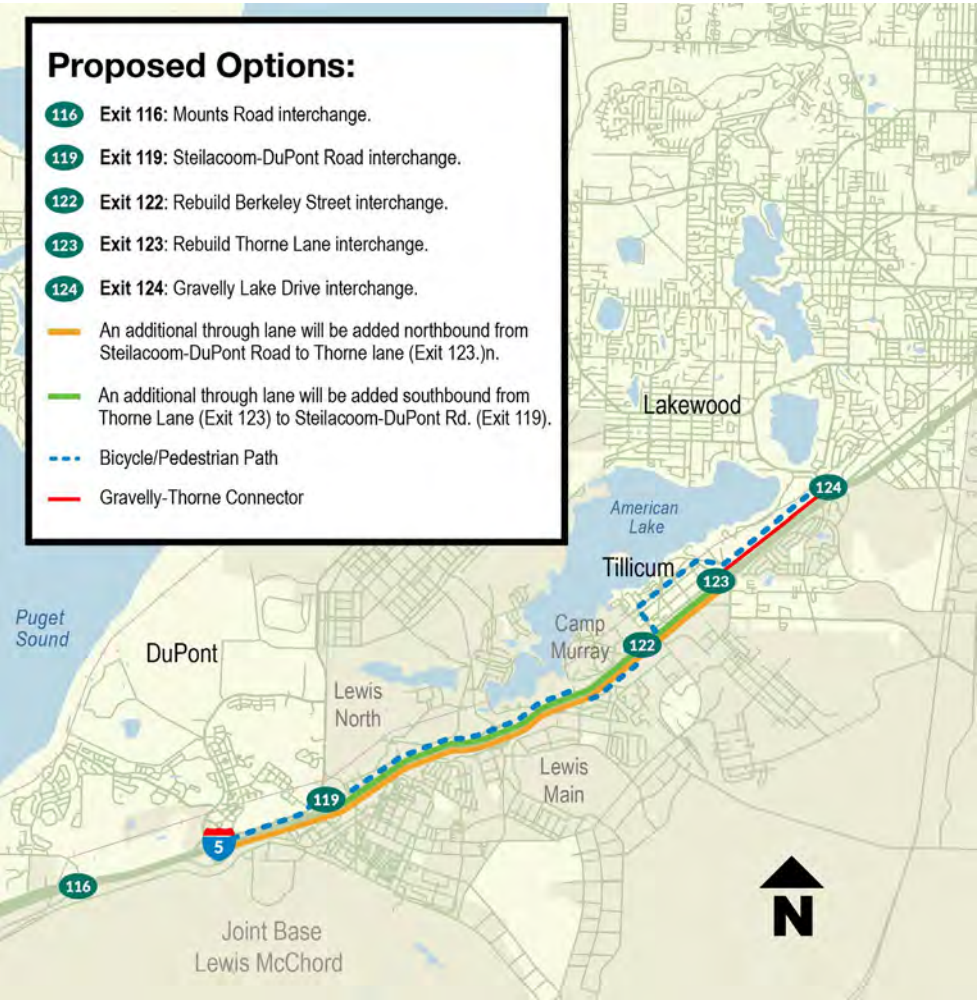 Proposed Options:
116 Exit 116: Mounts Road interchange.
119 Exit 119: Steilacoom-DuPont Road interchange.
122 Exit 122: Rebuild Berkeley Street interchange.
123 Exit 123: Rebuild Thorne Lane interchange.
124 Exit 124: Gravelly Lake Drive interchange.
An additional through lane will be added northbound from
Steilacoom-DuPont Road to Thorne lane (Exit 123.)n.
An additional through lane will be added southbound from
Thorne Lane (Exit 123) to Steilacoom-DuPont Rd. (Exit 119).
Bicycle/Pedestrian Path
Gravelly-Thorne Connector
Lakewood
124
American
Lake
Tillicum
123
Puget
Sound
Camp
Murray
122
DuPont
Lewis
North
Lewis
Main
119
5
116
N
Joint Base
Lewis McChord